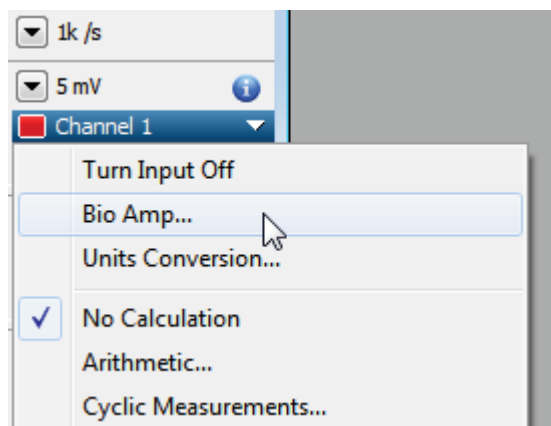 1k /s
5 mV
Channel 1
Turn Input Off
Bio Amp...
Units Conversion...
No Calculation
Arithmetic...
Cyclic Measurements...